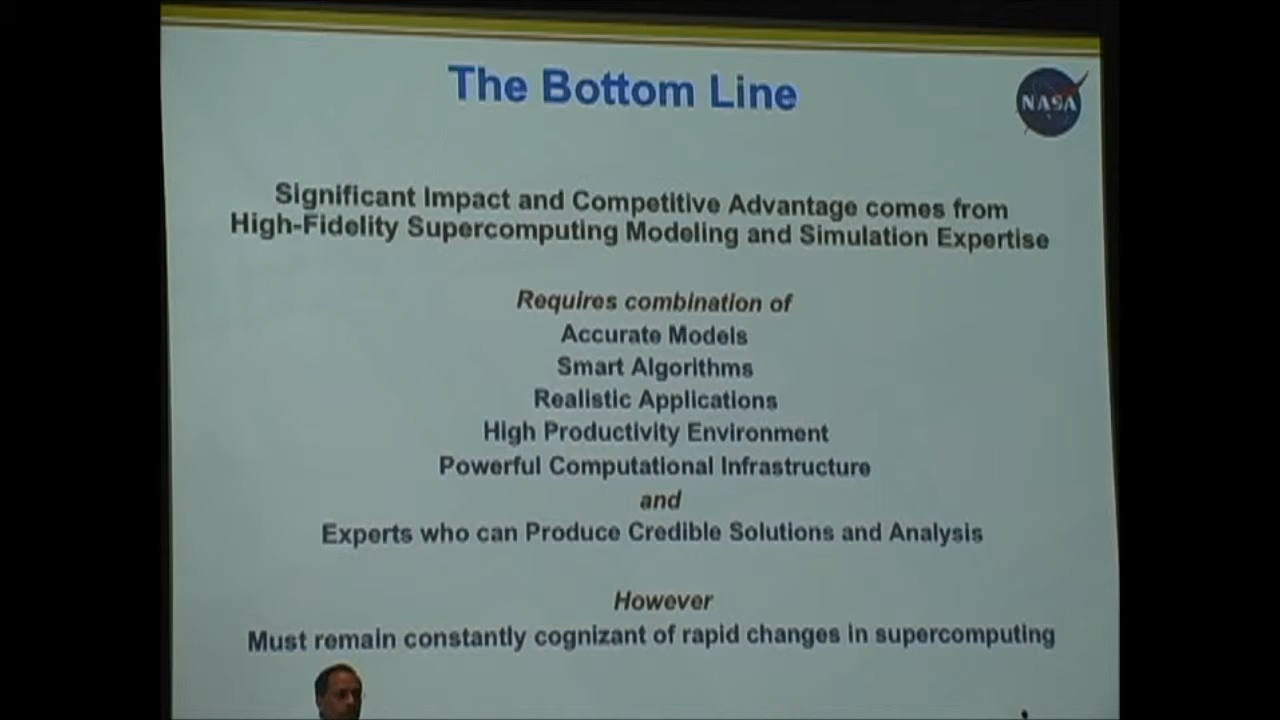 The Bottom Line
NASA
Significant Impact and Competitive Advantage comes from
High-Fidelity Supercomputing Modeling and Simulation Expertise
Requires combination of
Accurate Models
Smart Algorithms
Realistic Applications
High Productivity Environment
Powerful Computational Infrastructure
and
Experts who can Produce Credible Solutions and Analysis
However
Must remain constantly cognizant of rapid changes in supercomputing